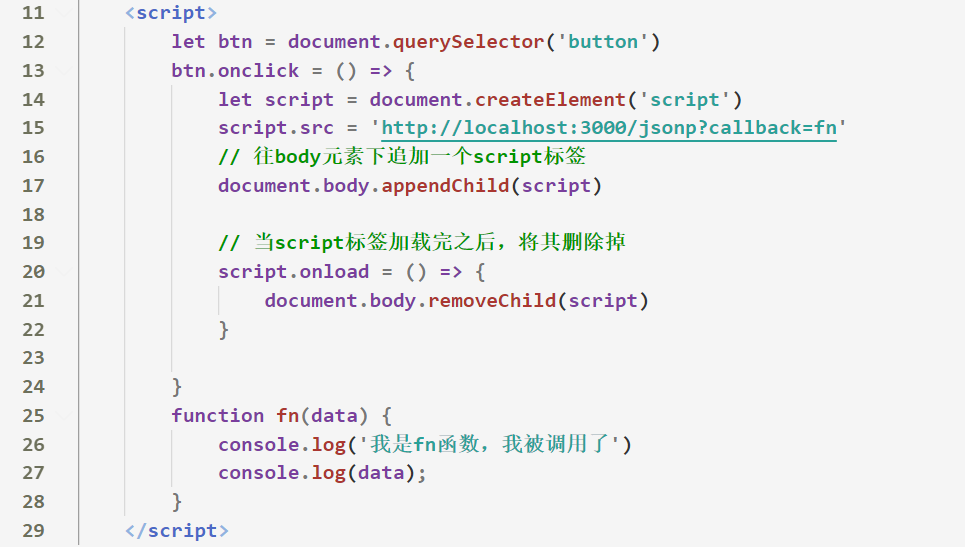 11 <script>
12 let btn = document.querySelector('button')
13 btn.onclick = () => {
14 let script = document.createElement('script')
15 script.src = 'http://localhost:3000/jsonp?callback=fn'
16 // 往body元素下追加一个script标签
17 document.body.appendChild(script)
18
19 // 当script标签加载完之后，将其删除掉
20 script.onload = () => {
21 document.body.removeChild(script)
22 }
23
24 }
25 function fn(data) {
26 console.log('我是fn函数，我被调用了')
27 console.log(data);
28 }
29 </script>